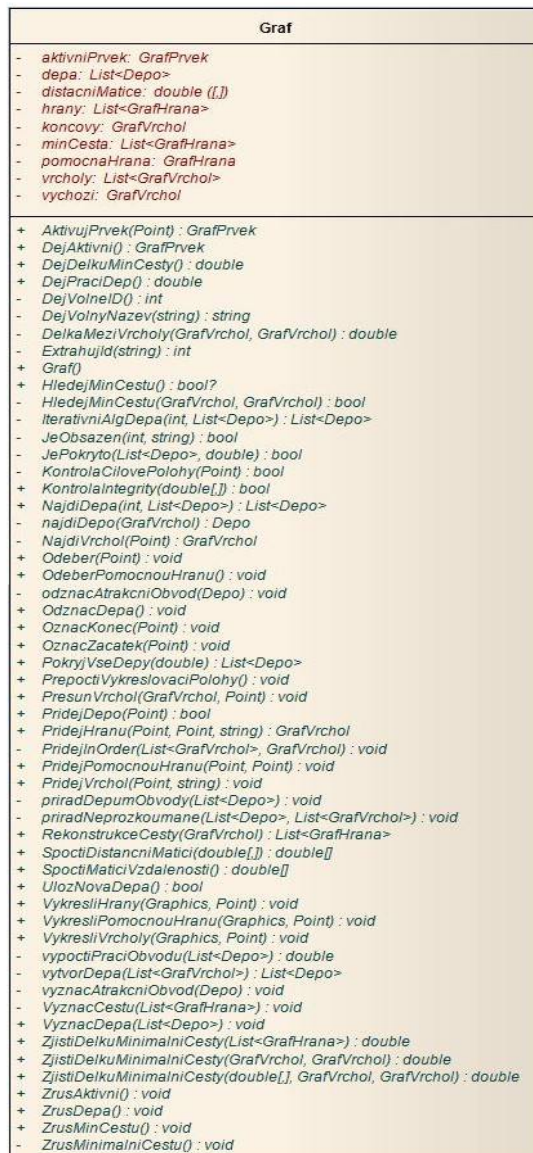 Graf
- aktivniPrvek: GrafPrvek
- depa: List<Depo>
- distacniMatice: double ([,])
- hrany: List<GrafHrana>
- koncovy: GrafVrchol
- minCesta: List<GrafHrana>
- pomocnaHrana: GrafHrana
- vrcholy: List<GrafVrchol>
- vychozi: GrafVrchol
+ AktivujPrvek(Point) : GrafPrvek
+ DejAktivni() : GrafPrvek
+ DejDelkuMinCesty() : double
+ DejPraciDep() : double
- DejVolneID() : int
- DejVolnyNazev(string) : string
- DelkaMeziVrcholy(GrafVrchol, GrafVrchol) : double
- ExtrahujId(string) : int
+ Graf()
+ HledejMinCestu() : bool?
- HledejMinCestu(GrafVrchol, GrafVrchol) : bool
- IterativniAlgDepa(int, List<Depo>) : List<Depo>
- JeObsazen(int, string) : bool
- JePokryto(List<Depo>, double) : bool
- KontrolaCilovePolohy(Point) : bool
+ KontrolaIntegrity(double[,]) : bool
+ NajdiDepa(int, List<Depo>) : List<Depo>
- najdiDepo(GrafVrchol) : Depo
- NajdiVrchol(Point) : GrafVrchol
+ Odeber(Point) : void
+ OdeberPomocnouHranu() : void
- odznacAtrakcniObvod(Depo) : void
+ OdznacDepa() : void
+ OznacKonec(Point) : void
+ OznacZacatek(Point) : void
+ PokryjVseDepy(double) : List<Depo>
+ PrepoctiVykreslovaciPolohy() : void
+ PresunVrchol(GrafVrchol, Point) : void
+ PridejDepo(Point) : bool
+ PridejHranu(Point, Point, string) : GrafVrchol
- PridejInOrder(List<GrafVrchol>, GrafVrchol) : void
+ PridejPomocnouHranu(Point, Point) : void
+ PridejVrchol(Point, string) : void
- priradDepumObvody(List<Depo>) : void
- priradNeprozkoumane(List<Depo>, List<GrafVrchol>) : void
+ RekonstrukceCesty(GrafVrchol) : List<GrafHrana>
+ SpoctiDistancniMatici(double[,]) : double[]
+ SpoctiMaticiVzdalenosti() : double[]
+ UlozNovaDepa() : bool
+ VykresliHrany(Graphics, Point) : void
+ VykresliPomocnouHranu(Graphics, Point) : void
+ VykresliVrcholy(Graphics, Point) : void
- vypoctiPraciObvodu(List<Depo>) : double
- vytvorDepa(List<GrafVrchol>) : List<Depo>
- vyznacAtrakcniObvod(Depo) : void
- VyznacCestu(List<GrafHrana>) : void
+ VyznacDepa(List<Depo>) : void
+ ZjistiDelkuMinimalniCesty(List<GrafHrana>) : double
+ ZjistiDelkuMinimalniCesty(GrafVrchol, GrafVrchol) : double
+ ZjistiDelkuMinimalniCesty(double[,], GrafVrchol, GrafVrchol) : double
+ ZrusAktivni() : void
+ ZrusDepa() : void
+ ZrusMinCestu() : void
- ZrusMinimalniCestu() : void